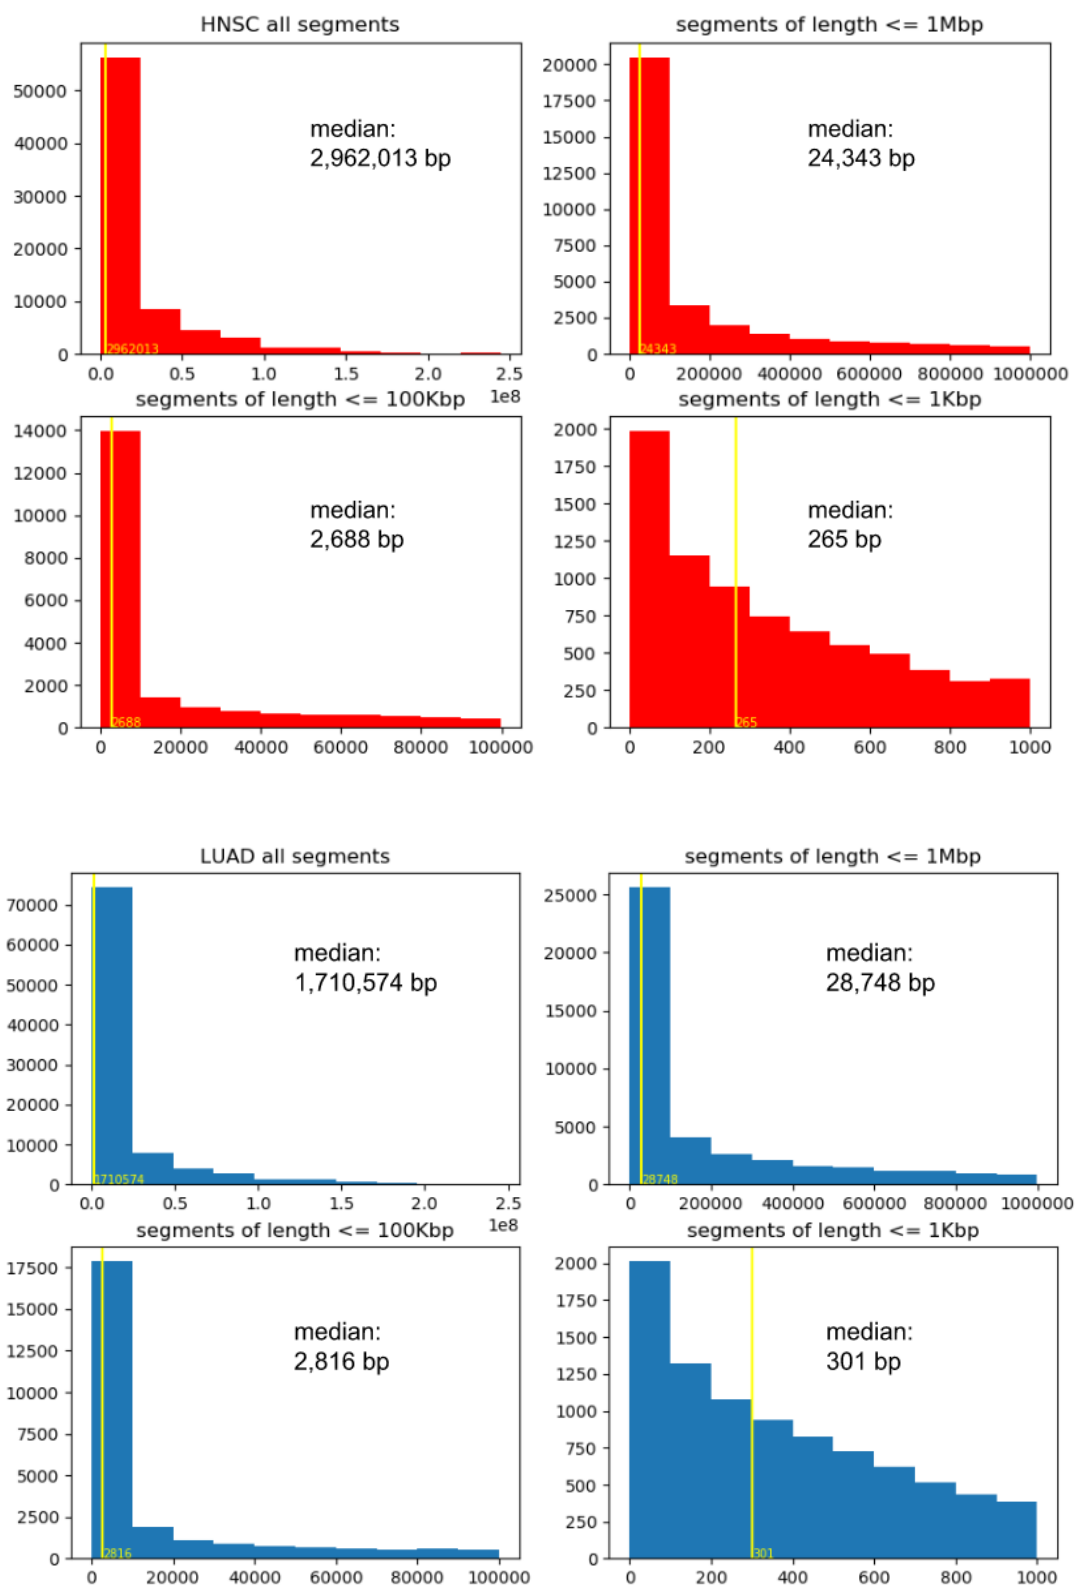 HNSC all segments
50000
40000
30000
20000
10000
0
median:
2,962,013 bp
2962013
0.0 0.5 1.0 1.5 2.0 2.5
1e8
segments of length <= 1Mbp
20000
17500
15000
12500
10000
7500
5000
2500
0
median:
24,343 bp
24343
0 200000 400000 600000 800000 1000000
segments of length <= 100Kbp
14000
12000
10000
8000
6000
4000
2000
0
median:
2,688 bp
2688
0 20000 40000 60000 80000 100000
segments of length <= 1Kbp
2000
1750
1500
1250
1000
750
500
250
0
median:
265 bp
265
0 200 400 600 800 1000
LUAD all segments
70000
60000
50000
40000
30000
20000
10000
0
median:
1,710,574 bp
1710574
0.0 0.5 1.0 1.5 2.0 2.5
1e8
segments of length <= 1Mbp
25000
20000
15000
10000
5000
0
median:
28,748 bp
28748
0 200000 400000 600000 800000 1000000
segments of length <= 100Kbp
17500
15000
12500
10000
7500
5000
2500
0
median:
2,816 bp
2816
0 20000 40000 60000 80000 100000
segments of length <= 1Kbp
2000
1750
1500
1250
1000
750
500
250
0
median:
301 bp
301
0 200 400 600 800 1000